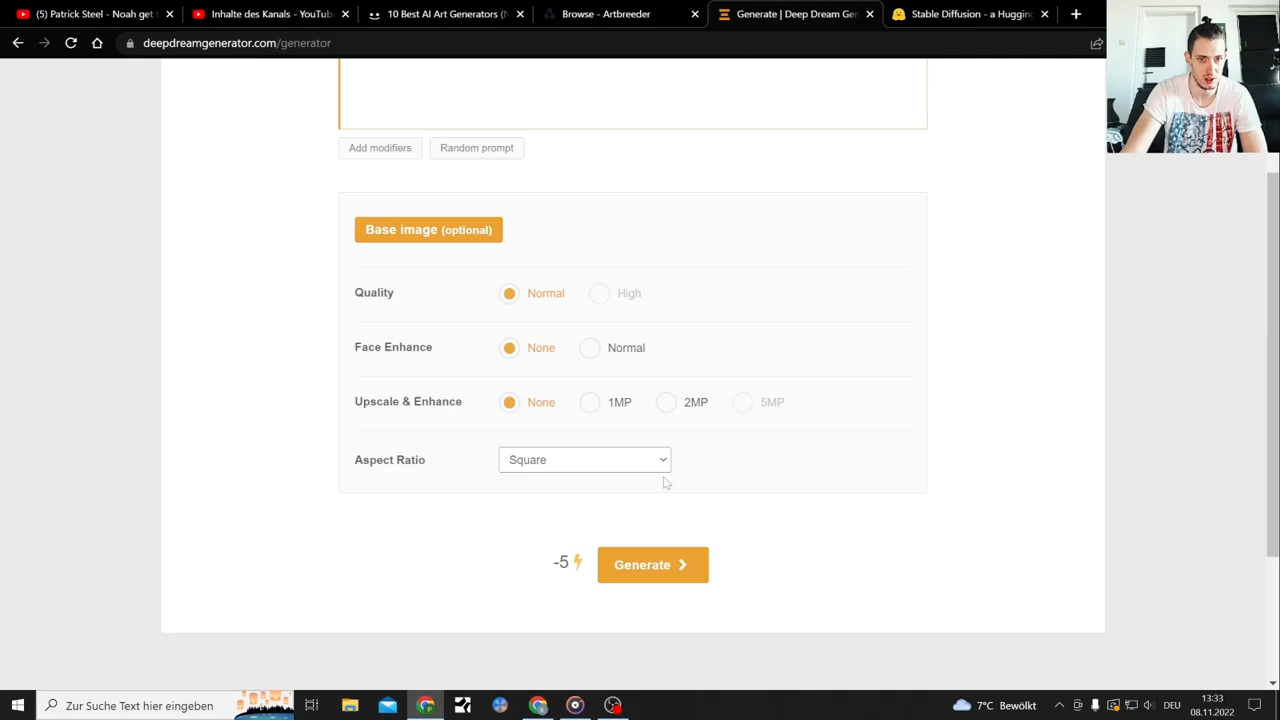 (5) Patrick Steel - Noah get
Inhalte des Kanals - YouTube
10 Best AI Art Generators (N
Browse - Artbreeder
Generate | Deep Dream Gen
Stable Diffusion - a Hugging
deepdreamgenerator.com/generator
Add modifiers
Random prompt
Base image (optional)
Quality
Normal
High
Face Enhance
None
Normal
Upscale & Enhance
None
1MP
2MP
5MP
Aspect Ratio
Square
-5
Generate
Zur Suche Text hier eingeben
7°C Bewölkt
DEU
13:33
08.11.2022